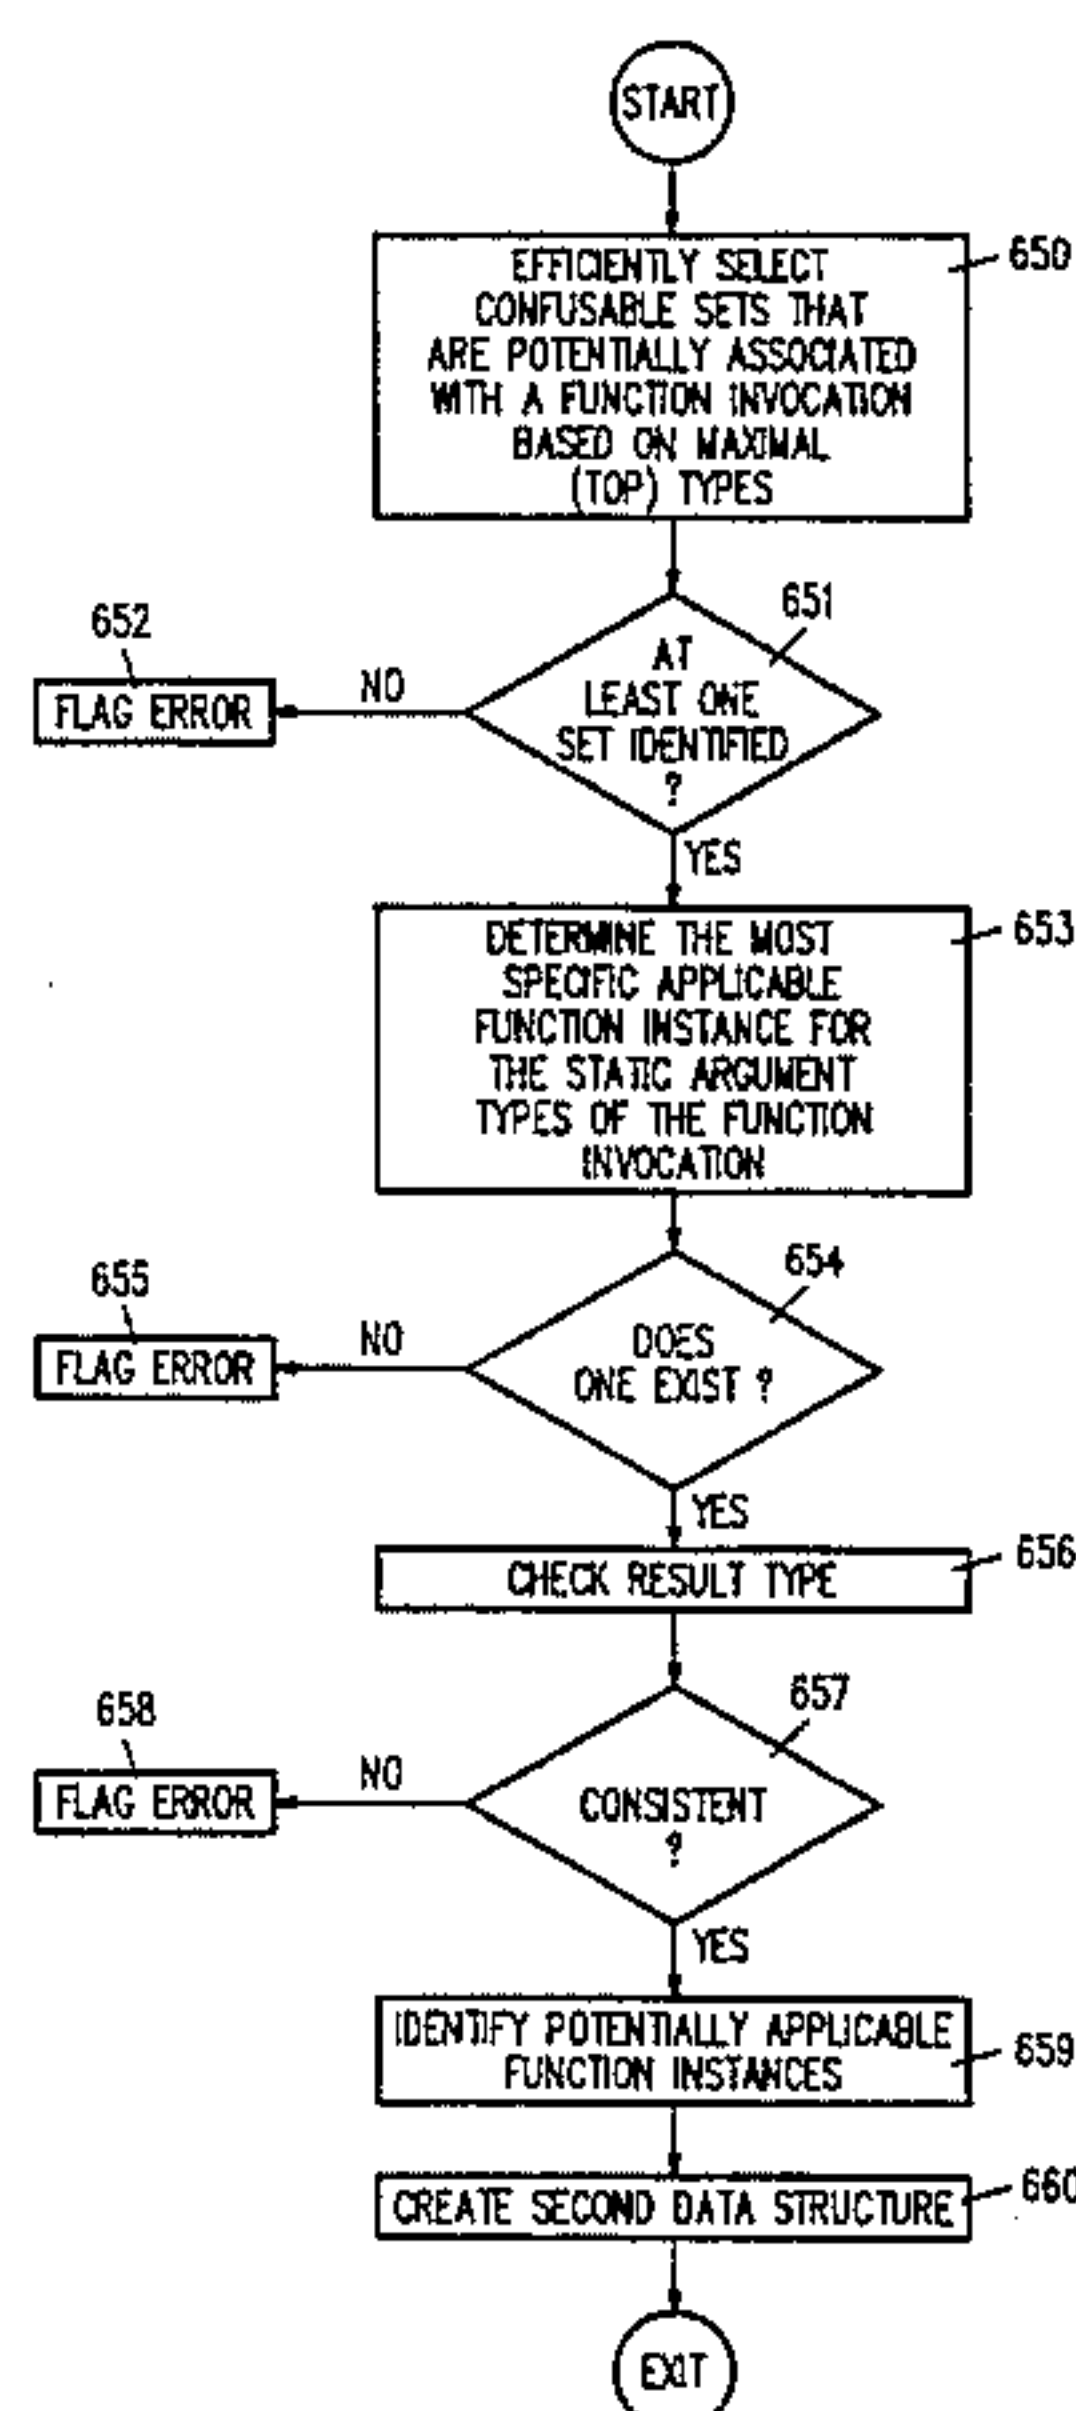 START
650
EFFICIENTLY SELECT
CONFUSABLE SETS THAT
ARE POTENTIALLY ASSOCIATED
WITH A FUNCTION INVOCATION
BASED ON MAXIMAL
(TOP) TYPES
651
652
AT
LEAST ONE
SET IDENTIFIED
?
NO
FLAG ERROR
YES
653
DETERMINE THE MOST
SPECIFIC APPLICABLE
FUNCTION INSTANCE FOR
THE STATIC ARGUMENT
TYPES OF THE FUNCTION
INVOCATION
654
655
DOES
ONE EXIST ?
NO
FLAG ERROR
YES
656
CHECK RESULT TYPE
657
658
CONSISTENT
?
NO
FLAG ERROR
YES
IDENTIFY POTENTIALLY APPLICABLE
FUNCTION INSTANCES
659
660
CREATE SECOND DATA STRUCTURE
EXIT